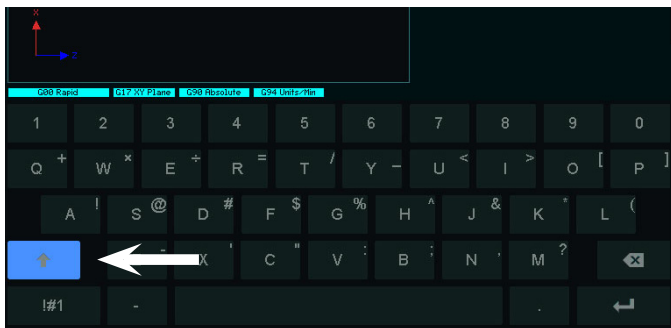 X
Z
G00 Rapid G17 XY Plane G90 Absolute G94 Units/Min
1 2 3 4 5 6 7 8 9 0
Q + W × E ÷ R = T / Y _ U < I > O [ P ]
A ! S @ D # F $ G % H ^ J & K * L (
- X ' C " V : B ; N , M ?
!#1 - .